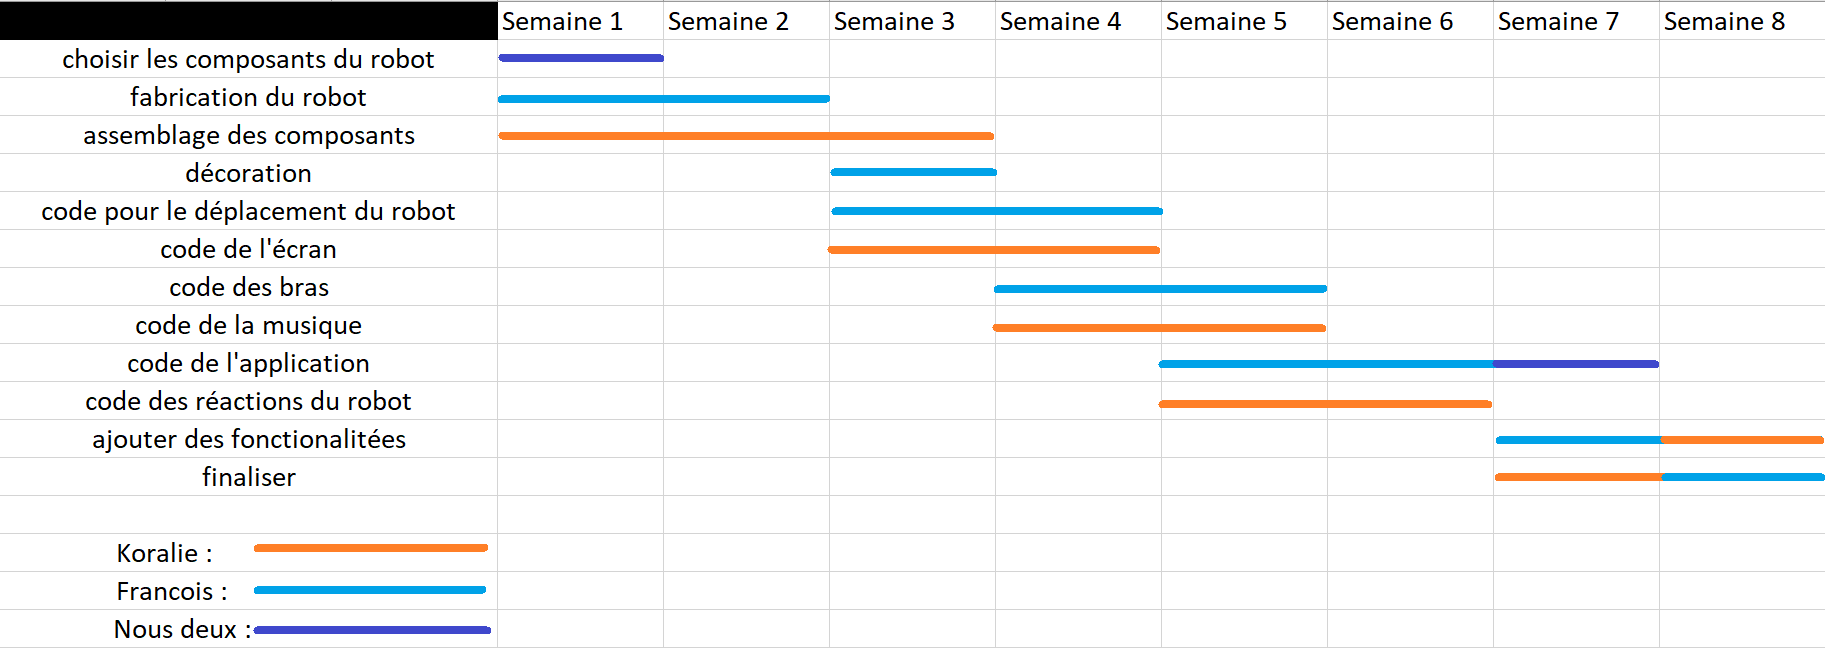 Semaine 1 Semaine 2 Semaine 3 Semaine 4 Semaine 5 Semaine 6 Semaine 7 Semaine 8
choisir les composants du robot
fabrication du robot
assemblage des composants
décoration
code pour le déplacement du robot
code de l'écran
code des bras
code de la musique
code de l'application
code des réactions du robot
ajouter des fonctionalitées
finaliser
Koralie :
Francois :
Nous deux :